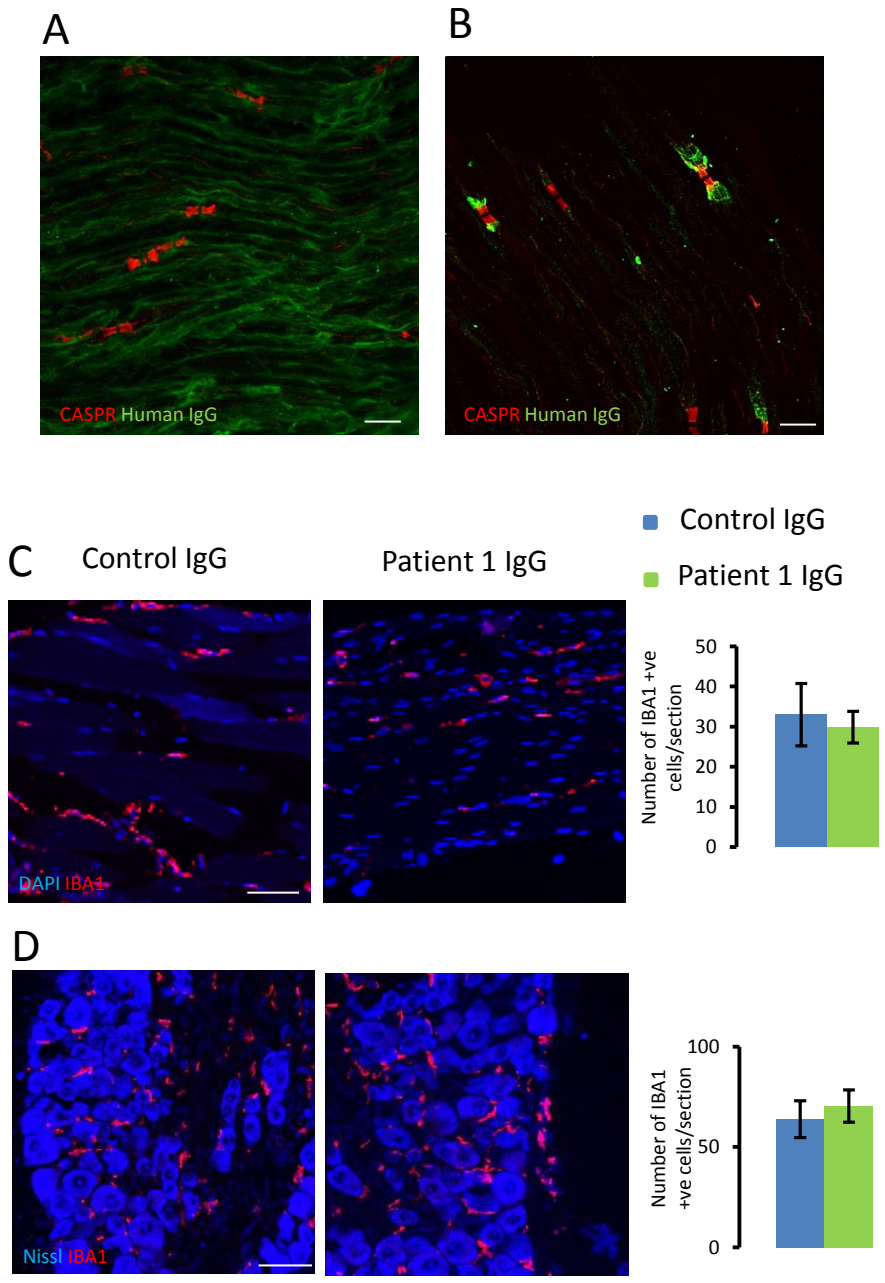 A
B
CASPR Human IgG
CASPR Human IgG
Control IgG
Patient 1 IgG
C
Control IgG
Patient 1 IgG
DAPI IBA1
Number of IBA1 +ve
cells/section
50
40
30
20
10
0
D
Nissl IBA1
Number of IBA1
+ve cells/section
100
50
0